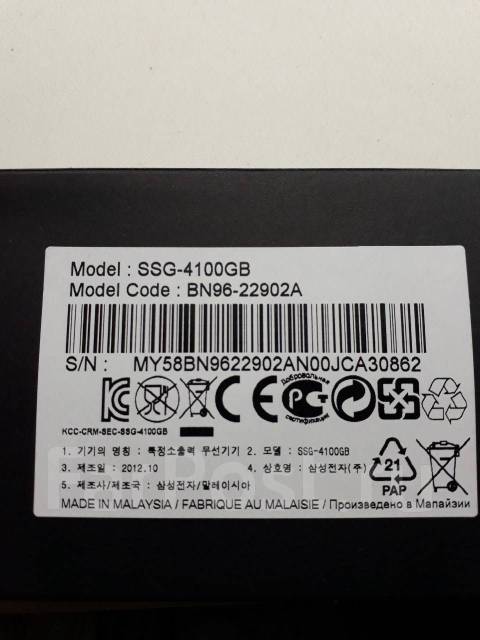 Model : SSG-4100GB
Model Code : BN96-22902A
S/N : MY58BN9622902AN00JCA30862
Добровольная
сертификация
KCC-CRM-SEC-SSG-4100GB
1. 기기의 명칭 : 특정소출력 무선기기 2. 모델 : SSG-4100GB
3. 제조일 : 2012.10 4. 상호명 : 삼성전자(주)
5. 제조사/제조국 : 삼성전자/말레이시아
21
PAP
MADE IN MALAYSIA / FABRIQUE AU MALAISIE / Произведено в Малайзии